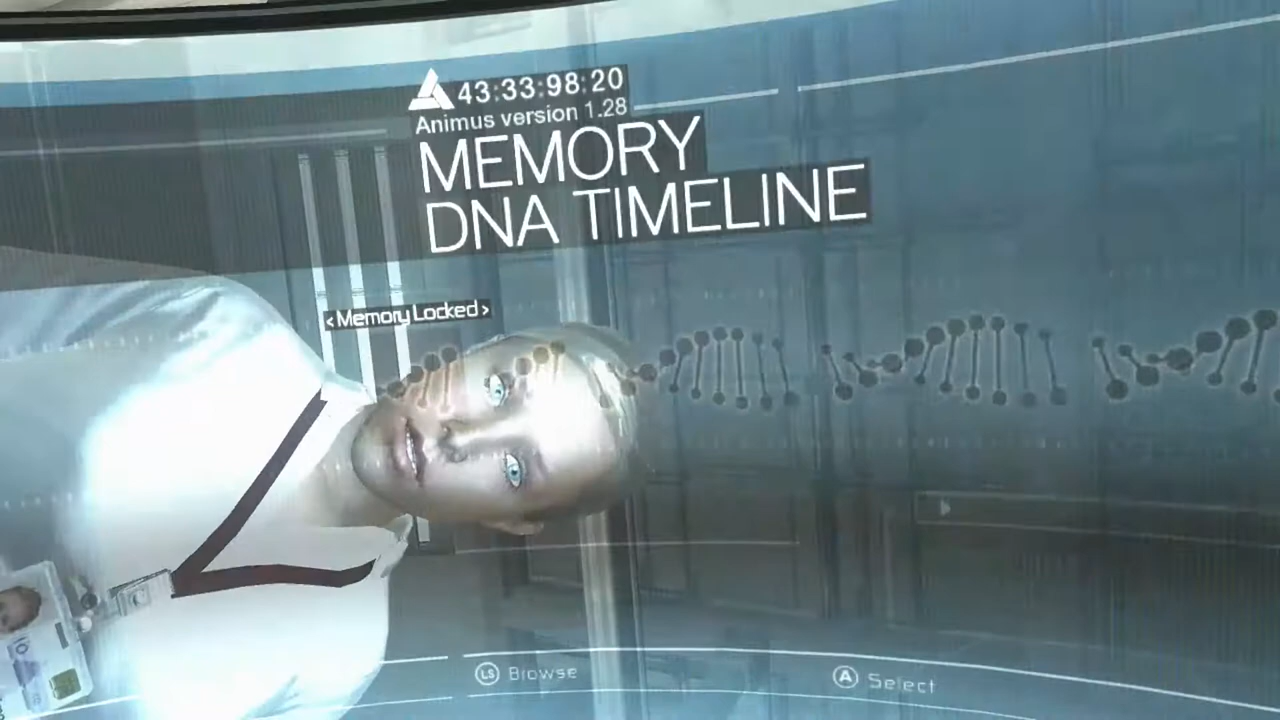 43:33:98:20
Animus version 1.28
MEMORY
DNA TIMELINE
<Memory Locked>
LS Browse
A Select